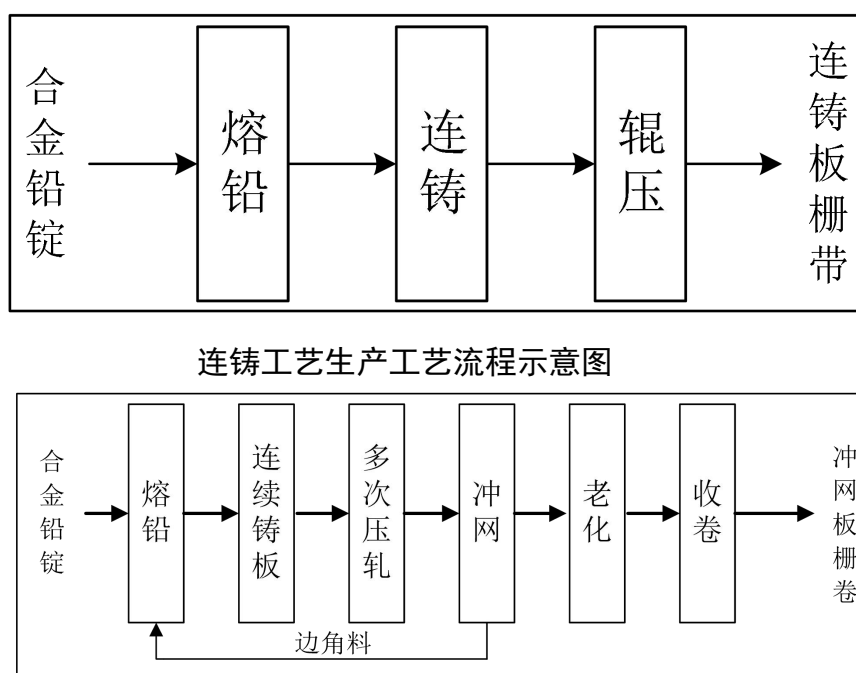 合金铅锭
熔铅
连铸
辊压
连铸板栅带
连铸工艺生产工艺流程示意图
合金铅锭
熔铅
连续铸板
多次压轧
冲网
老化
收卷
冲网板栅卷
边角料